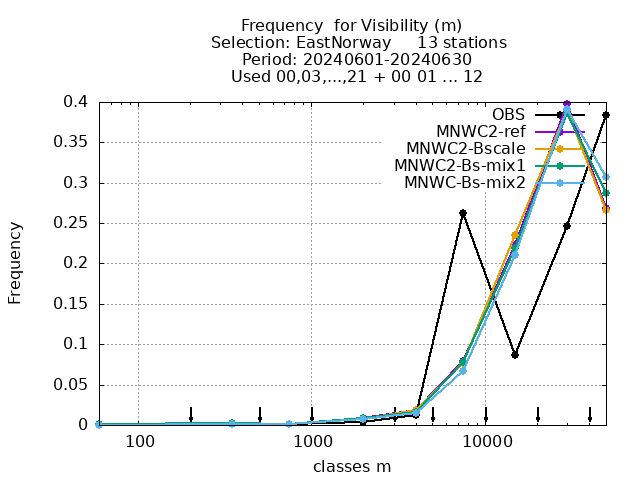 Frequency  for Visibility (m)
Selection: EastNorway     13 stations
Period: 20240601-20240630
Used 00,03,...,21 + 00 01 ... 12
OBS
MNWC2-ref
MNWC2-Bscale
MNWC2-Bs-mix1
MNWC-Bs-mix2
Frequency
0.4
0.35
0.3
0.25
0.2
0.15
0.1
0.05
0
100
1000
10000
classes m